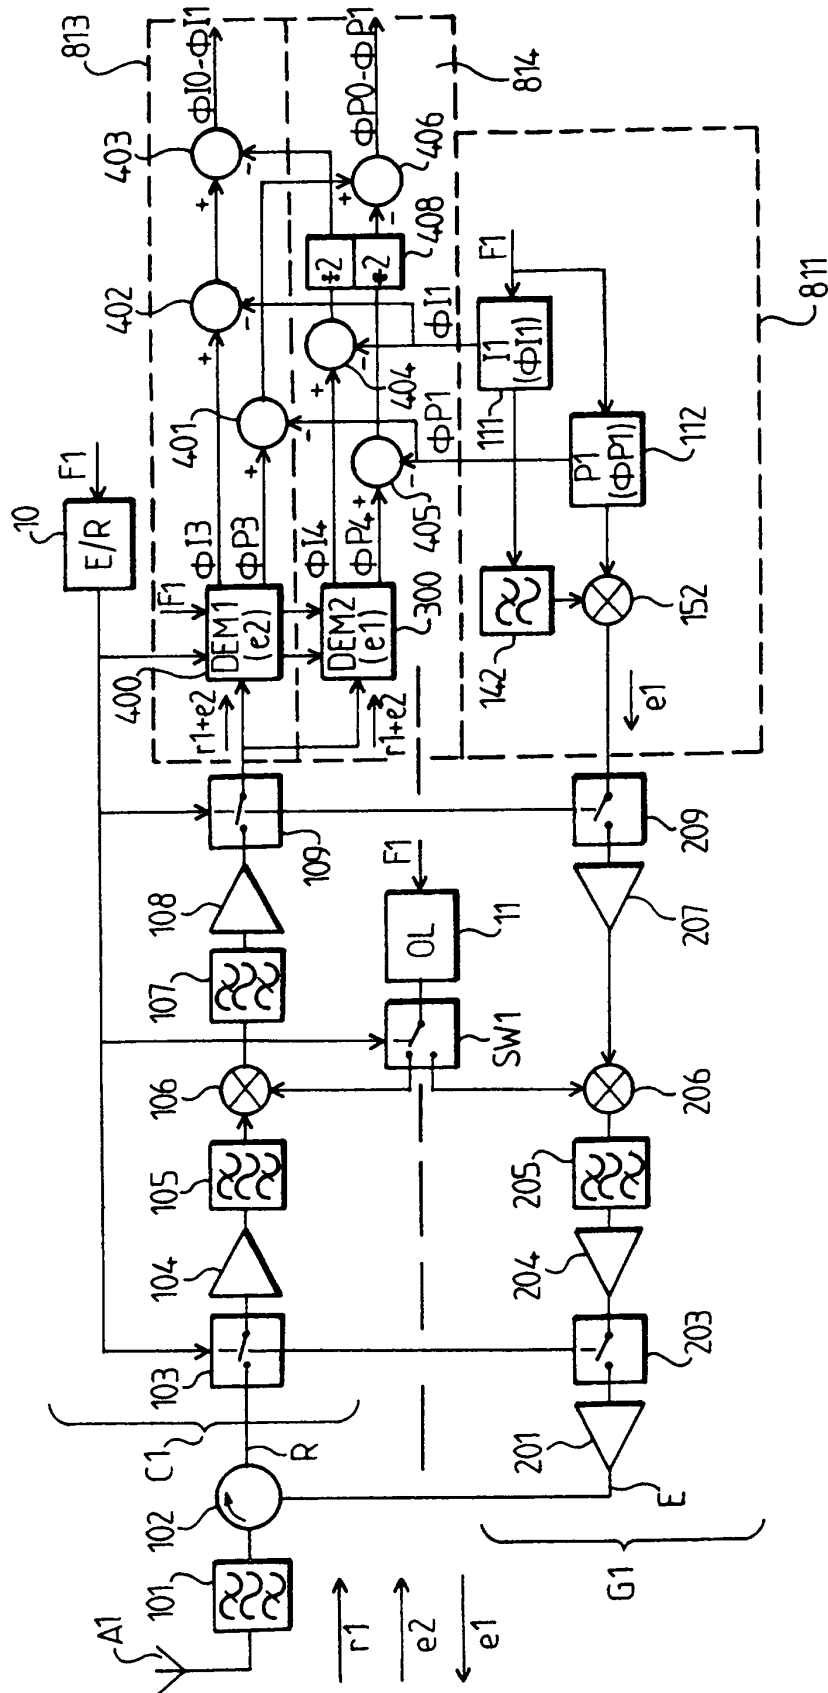 813
ΦI0-ΦI1
ΦP0-ΦP1
814
403
406
408
÷2
÷2
402
404
401
405
ΦI1
ΦP1
F1
I1
(ΦI1)
111
P1
(ΦP1)
112
811
10
E/R
F1
ΦI3
ΦP3
ΦI4
ΦP4
F1
DEM1
(e2)
400
DEM2
(e1)
300
r1+e2
r1+e2
142
152
e1
109
209
108
207
107
F1
OL
11
SW1
106
206
105
205
104
204
103
203
C1
R
201
E
102
101
A1
G1
r1
e2
e1
+
-
+
-
+
-
+
-
+
-
+
-